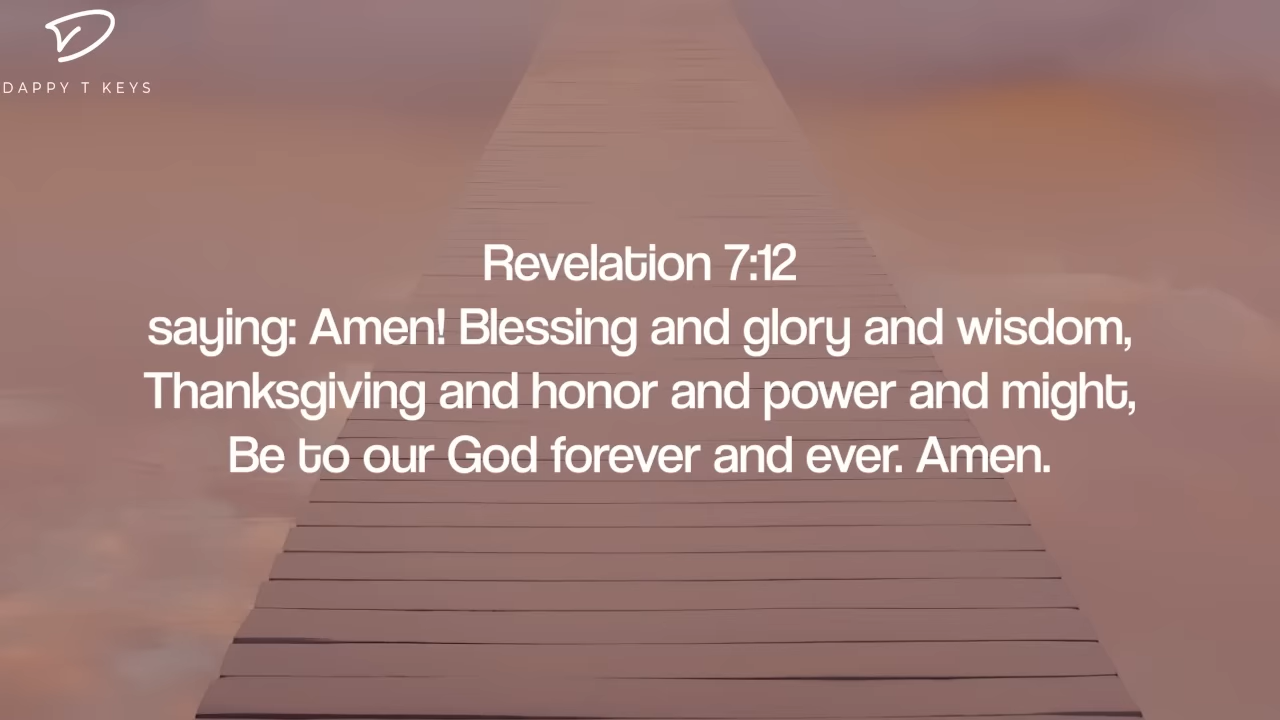 DAPPY T KEYS
Revelation 7:12
saying: Amen! Blessing and glory and wisdom,
Thanksgiving and honor and power and might,
Be to our God forever and ever. Amen.